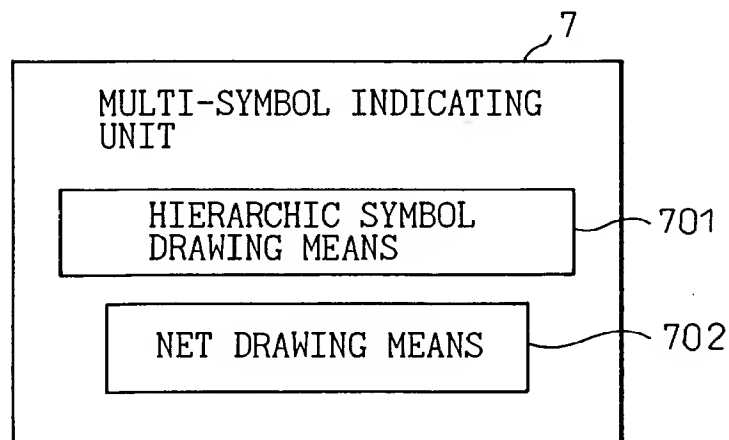 7
MULTI-SYMBOL INDICATING
UNIT
HIERARCHIC SYMBOL
DRAWING MEANS
701
NET DRAWING MEANS
702